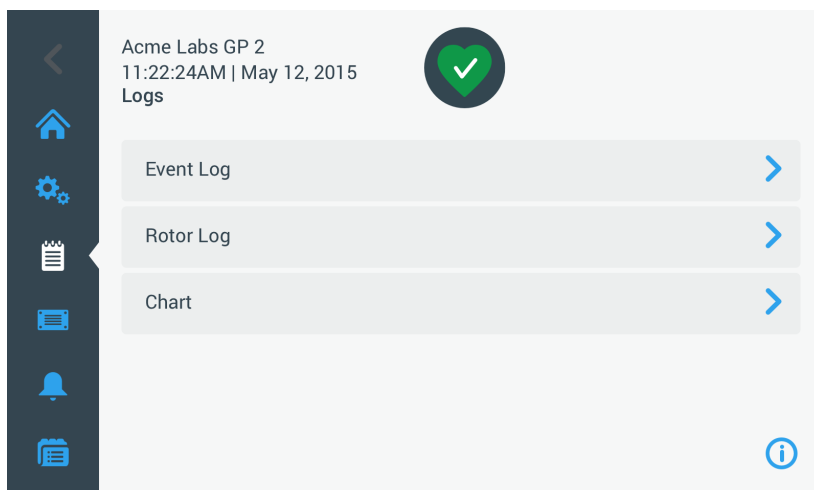 Acme Labs GP 2
11:22:24AM | May 12, 2015
Logs
Event Log
Rotor Log
Chart